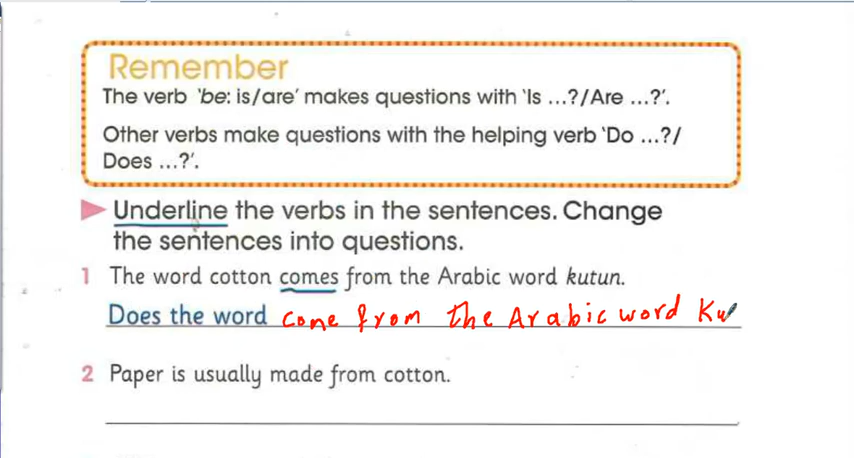 Remember
The verb 'be: is/are' makes questions with 'Is ...?/Are ...?'.
Other verbs make questions with the helping verb 'Do ...?/
Does ...?'.
Underline the verbs in the sentences. Change
the sentences into questions.
1 The word cotton comes from the Arabic word kutun.
Does the word come from the Arabic word Ku
2 Paper is usually made from cotton.